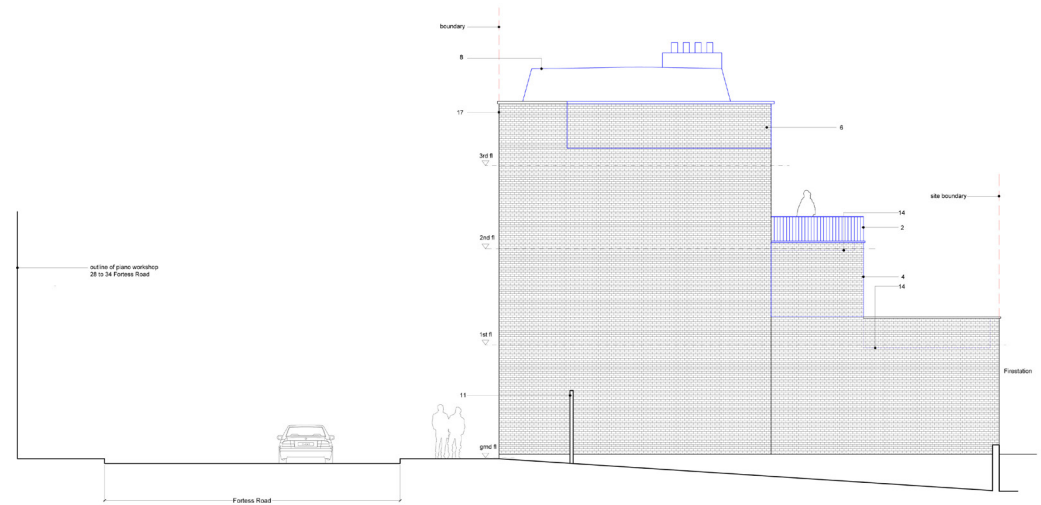 boundary
8
17
6
3rd fl
site boundary
14
2
2nd fl
outline of piano workshop
28 to 34 Fortess Road
4
14
1st fl
Firestation
11
grnd fl
Fortess Road